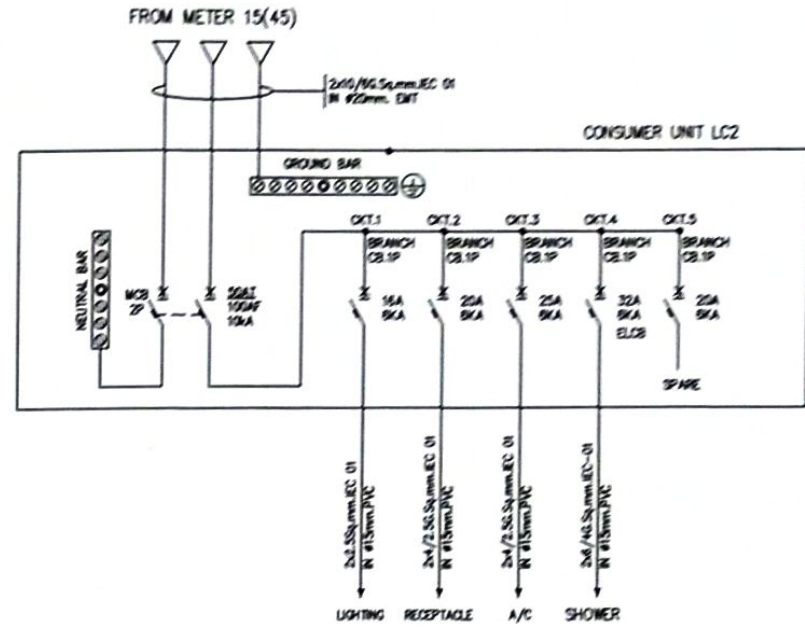 FROM METER 15(45)
2x10/6G.Sq.mm.IEC 01
IN ø20mm. EMT
CONSUMER UNIT LC2
GROUND BAR
NEUTRAL BAR
MCB
2P
100AF
10kA
CKT.1
BRANCH
CB.1P
16A
6KA
CKT.2
BRANCH
CB.1P
20A
6KA
CKT.3
BRANCH
CB.1P
25A
6KA
CKT.4
BRANCH
CB.1P
32A
6KA
ELCB
CKT.5
BRANCH
CB.1P
20A
6KA
SPARE
2x2.5Sq.mm.IEC 01
IN ø15mm.PVC
2x4/2.5G.Sq.mm.IEC 01
IN ø15mm.PVC
2x4/2.5G.Sq.mm.IEC 01
IN ø15mm.PVC
2x6/4G.Sq.mm.IEC-01
IN ø15mm.PVC
LIGHTING
RECEPTACLE
A/C
SHOWER